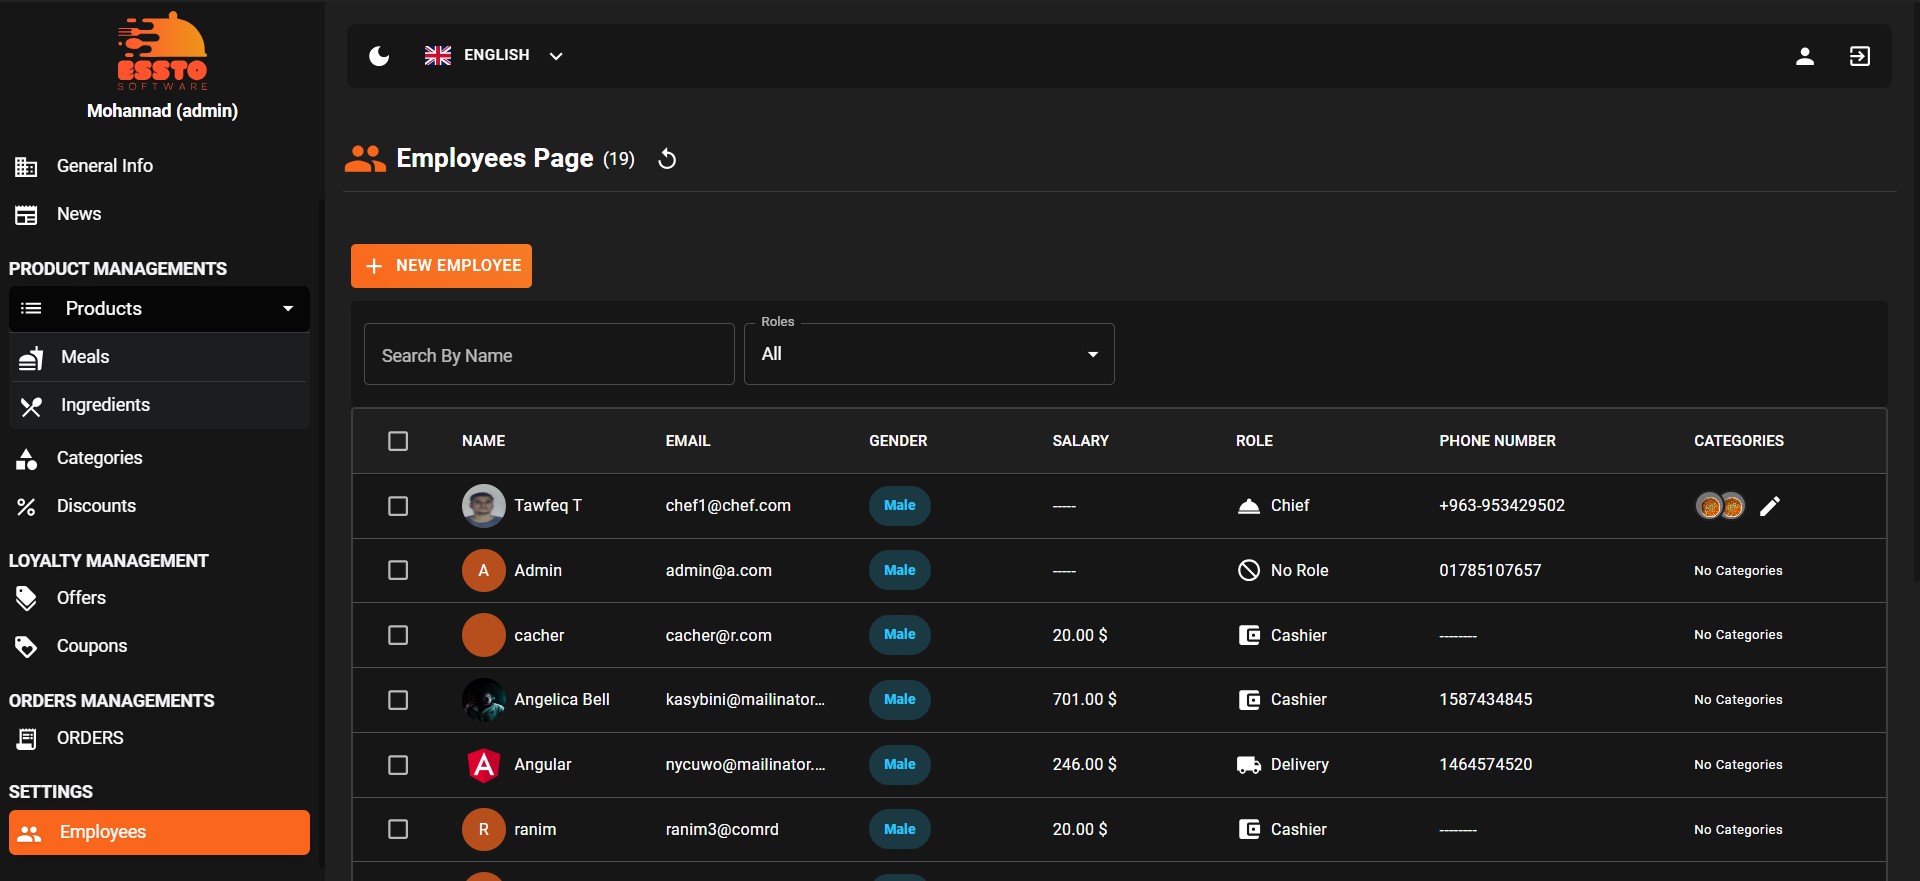 ESSTO
SOFTWARE
Mohannad (admin)
General Info
News
PRODUCT MANAGEMENTS
Products
Meals
Ingredients
Categories
Discounts
LOYALTY MANAGEMENT
Offers
Coupons
ORDERS MANAGEMENTS
ORDERS
SETTINGS
Employees
ENGLISH
Employees Page (19)
NEW EMPLOYEE
Search By Name
Roles
All
NAME EMAIL GENDER SALARY ROLE PHONE NUMBER CATEGORIES
Tawfeq T chef1@chef.com Male ----- Chief +963-953429502
A Admin admin@a.com Male ----- No Role 01785107657 No Categories
cacher cacher@r.com Male 20.00 $ Cashier -------- No Categories
Angelica Bell kasybini@mailinator... Male 701.00 $ Cashier 1587434845 No Categories
A Angular nycuwo@mailinator.... Male 246.00 $ Delivery 1464574520 No Categories
R ranim ranim3@comrd Male 20.00 $ Cashier -------- No Categories